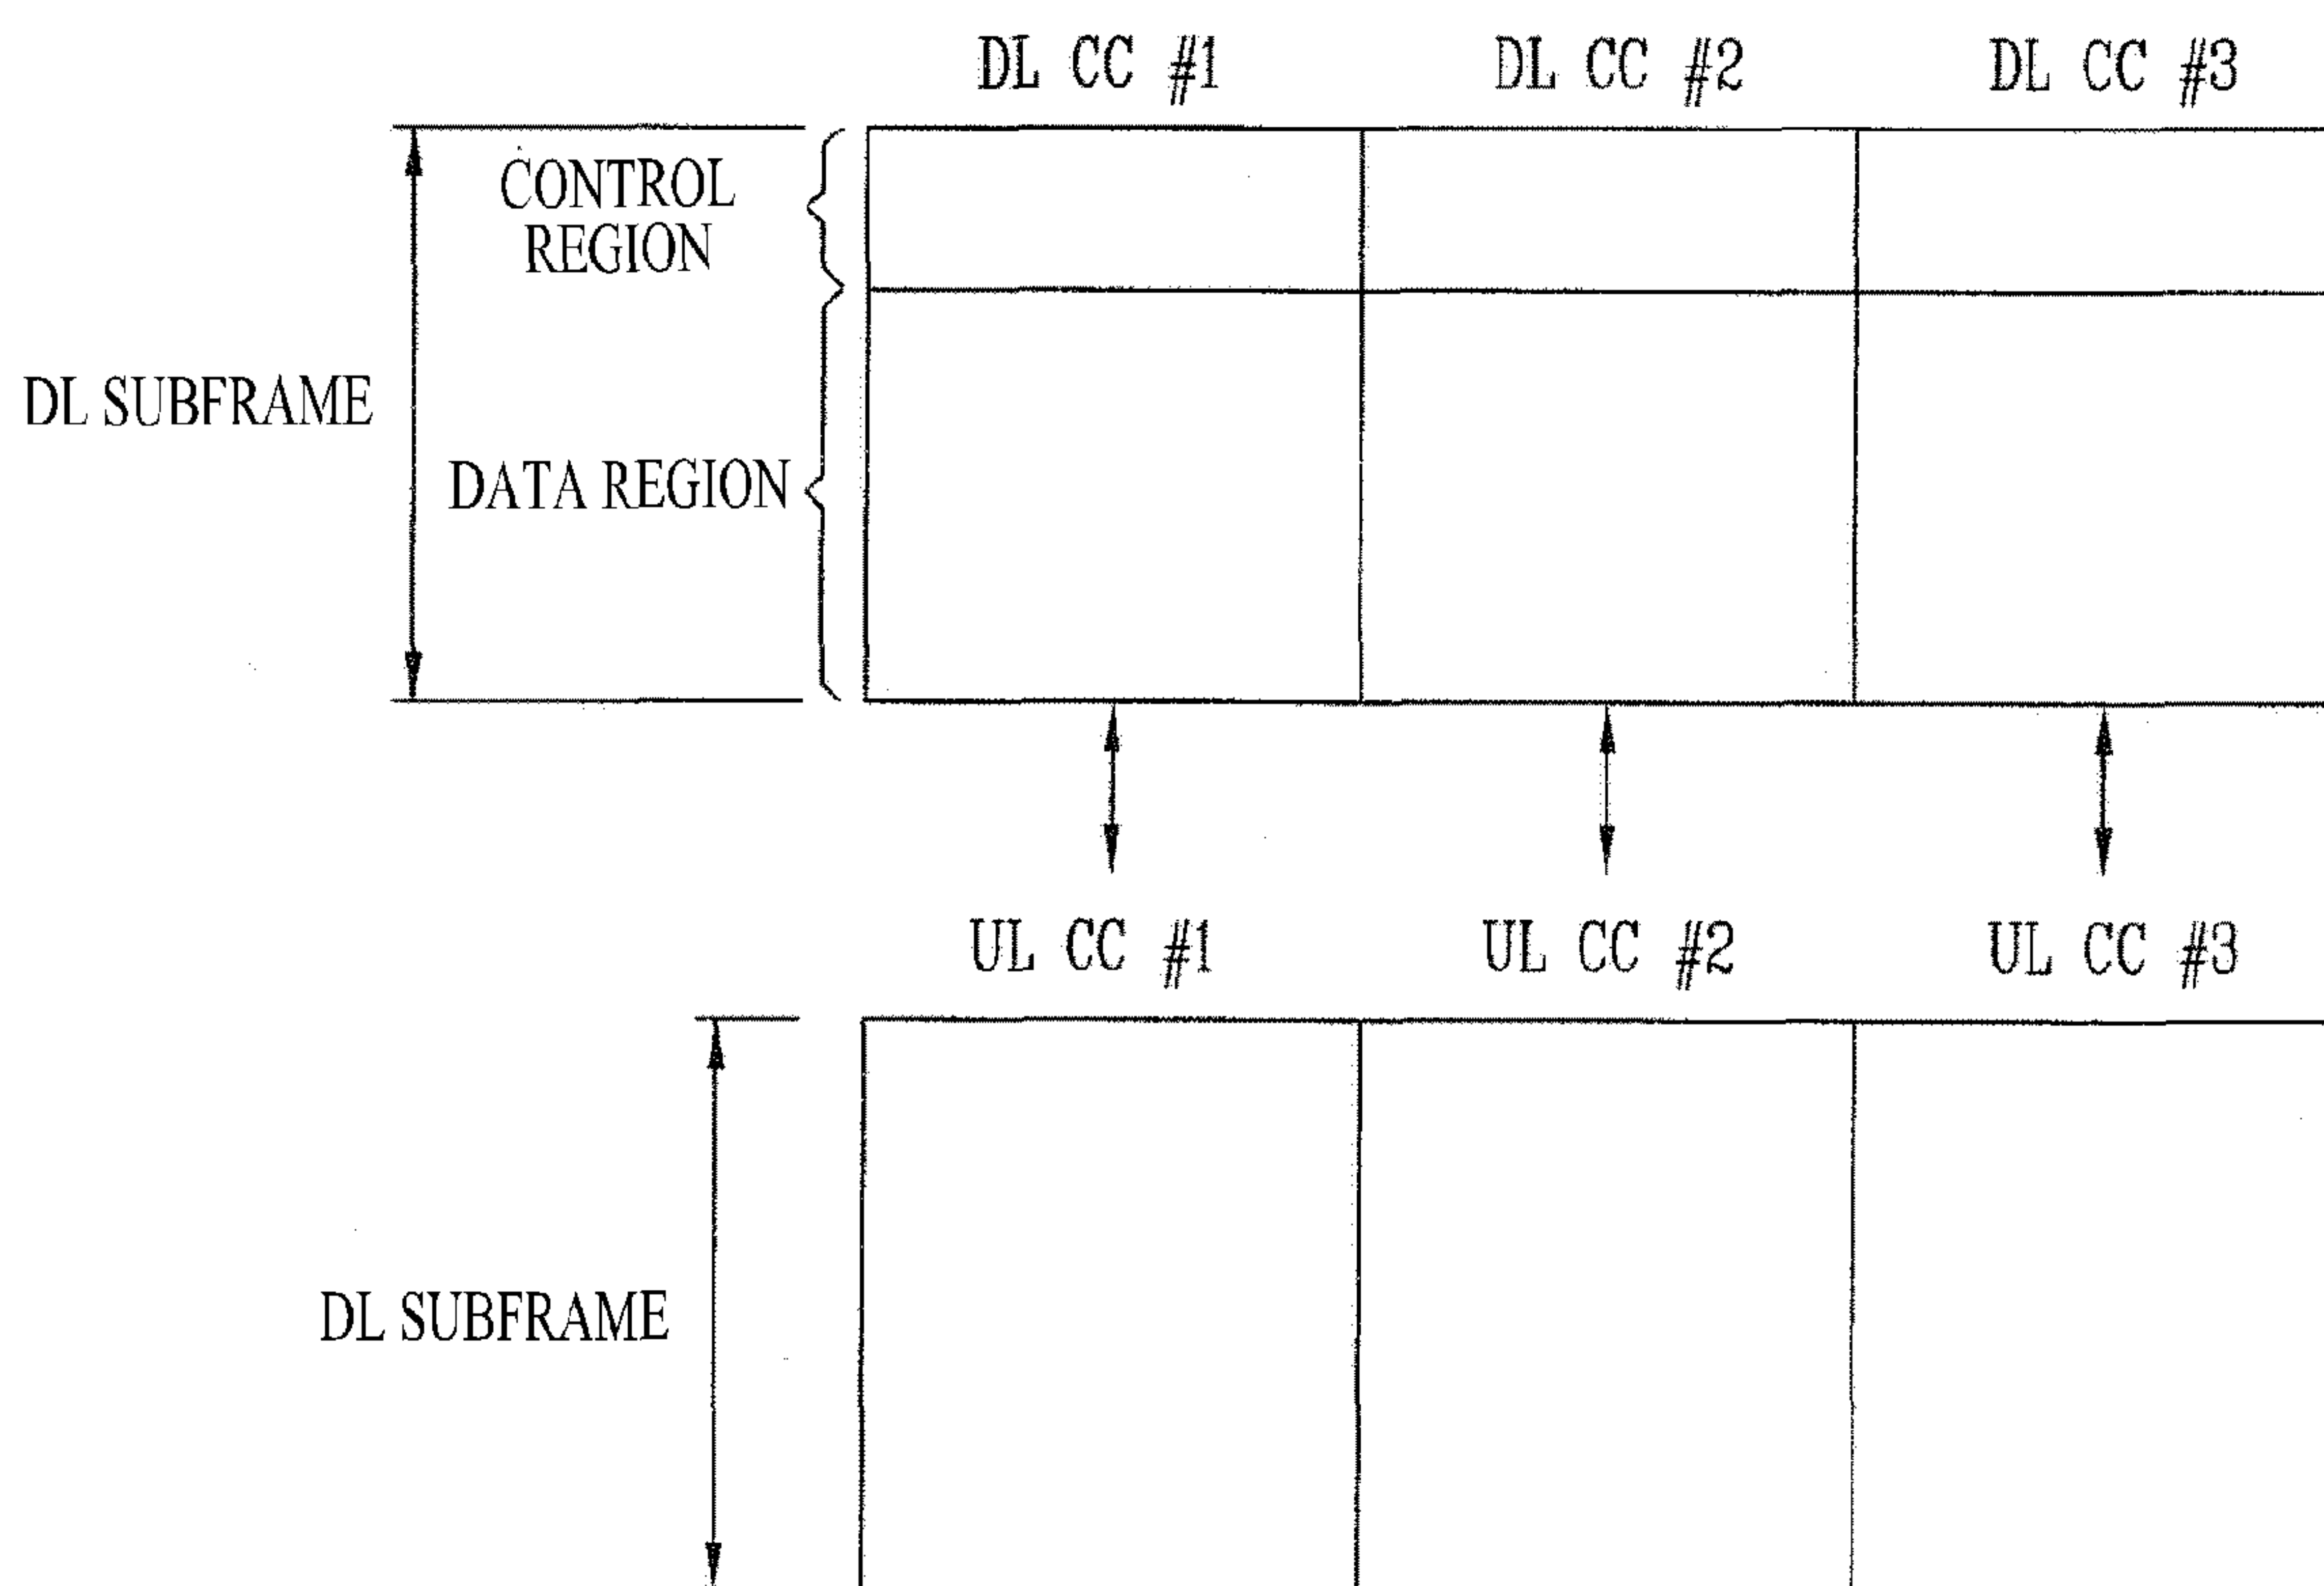 DL CC #1 DL CC #2 DL CC #3
CONTROL
REGION
DL SUBFRAME
DATA REGION
UL CC #1 UL CC #2 UL CC #3
DL SUBFRAME